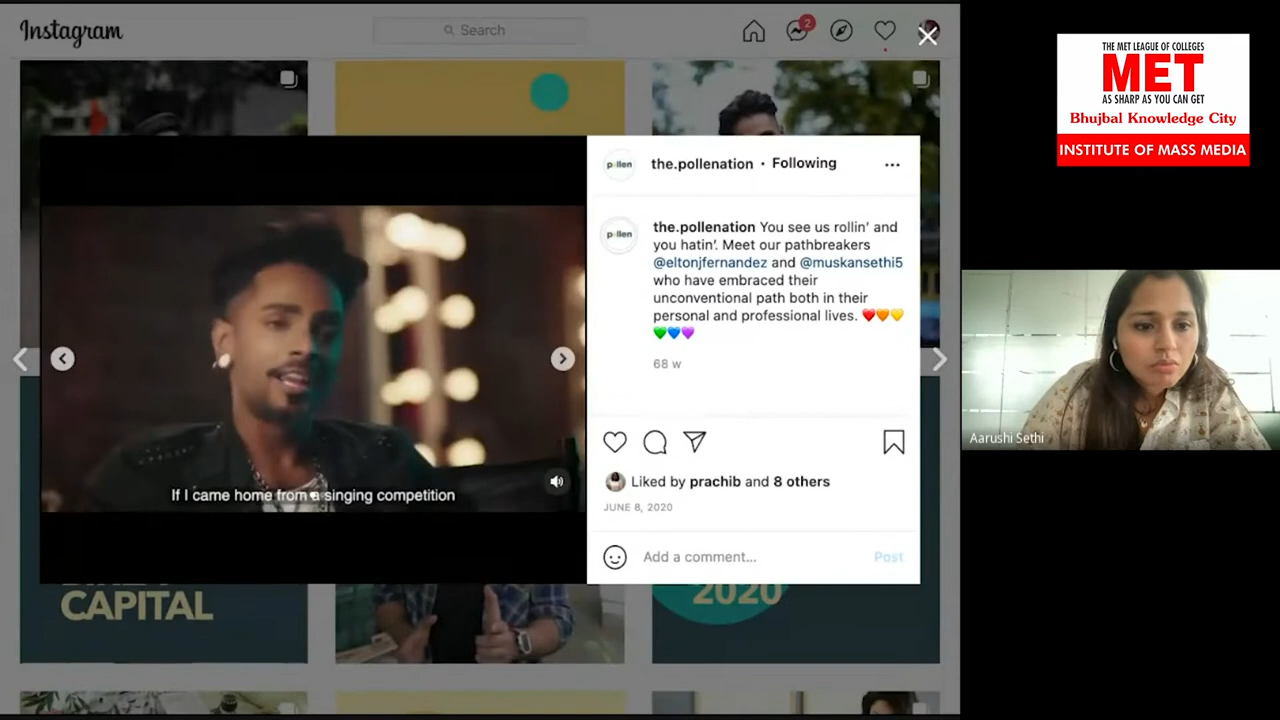 Instagram
Search
2
the.pollenation • Following
the.pollenation You see us rollin' and
you hatin'. Meet our pathbreakers
@eltonjfernandez and @muskansethi5
who have embraced their
unconventional path both in their
personal and professional lives. ❤️🧡💛
💚💙💜
68 w
Liked by prachib and 8 others
JUNE 8, 2020
Add a comment...
Post
If I came home from a singing competition
CAPITAL
2020
THE MET LEAGUE OF COLLEGES
MET
AS SHARP AS YOU CAN GET
Bhujbal Knowledge City
INSTITUTE OF MASS MEDIA
Aarushi Sethi